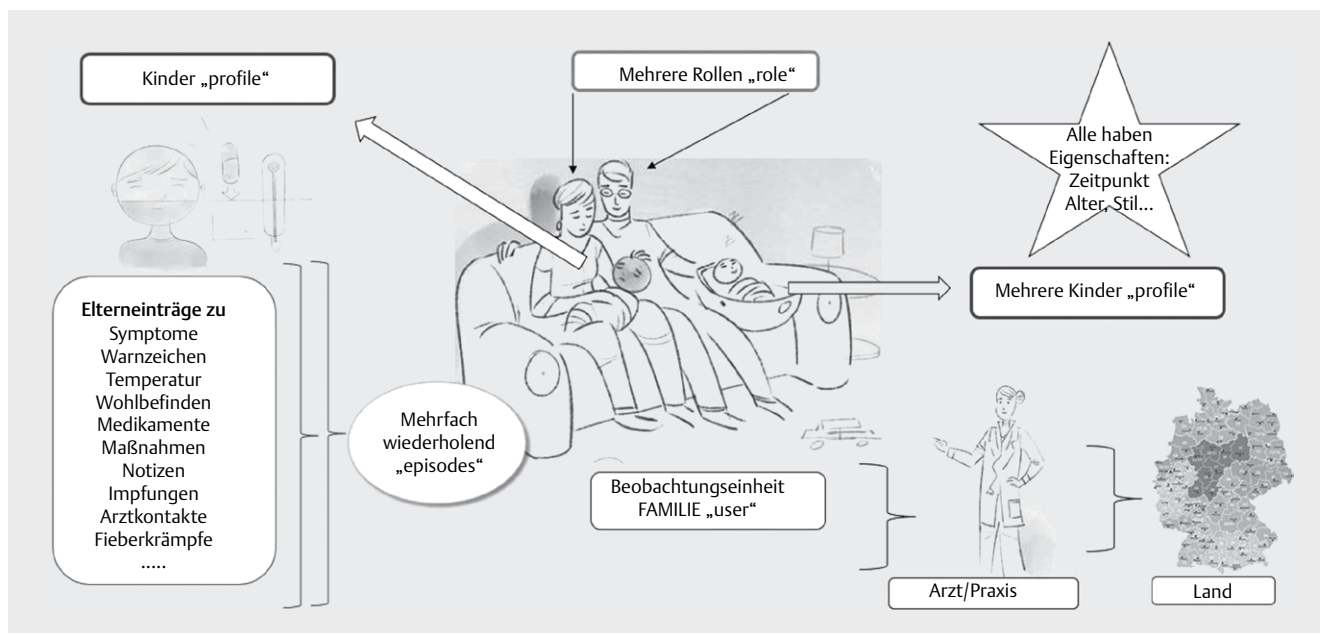 Kinder „profile“
Mehrere Rollen „role“
Alle haben
Eigenschaften:
Zeitpunkt
Alter, Stil...
Mehrere Kinder „profile“
Elterneinträge zu
Symptome
Warnzeichen
Temperatur
Wohlbefinden
Medikamente
Maßnahmen
Notizen
Impfungen
Arztkontakte
Fieberkrämpfe
.....
Mehrfach
wiederholend
„episodes“
Beobachtungseinheit
FAMILIE „user“
Arzt/Praxis
Land